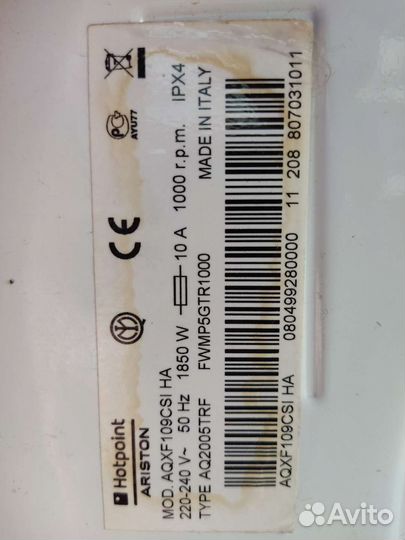 Hotpoint
ARISTON
PG
AYU77
CE
MOD. AQXF109CSI HA
220-240 V~ 50 Hz 1850 W 10 A 1000 r.p.m. IPX4
TYPE AQ2005TRF FWMP5GTR1000 MADE IN ITALY
AQXF109CSI HA 080499280000 11 208 807031011
Avito